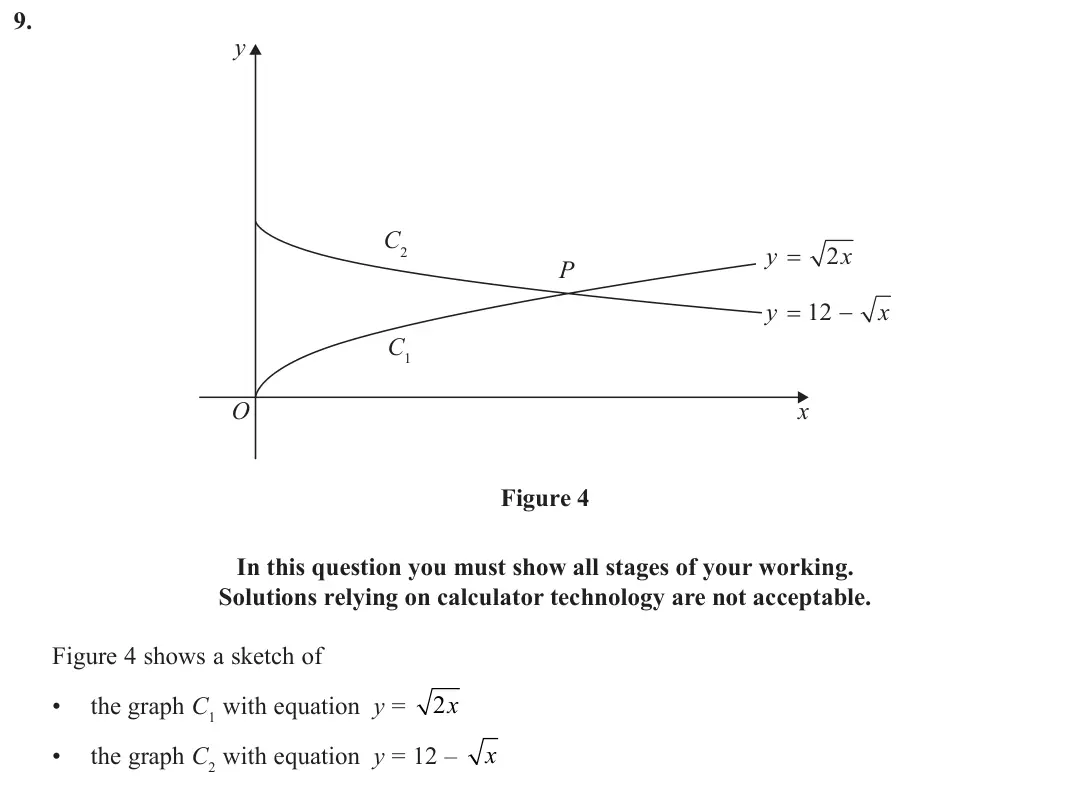 9.
y
C₂
P
y = √2x
y = 12 – √x
C₁
O
x
Figure 4
In this question you must show all stages of your working.
Solutions relying on calculator technology are not acceptable.
Figure 4 shows a sketch of
• the graph C₁ with equation y = √2x
• the graph C₂ with equation y = 12 – √x